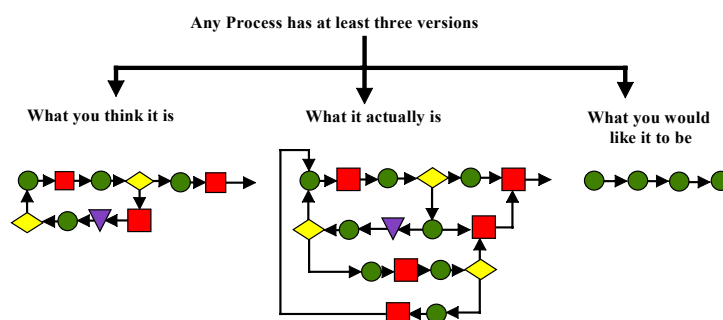 Any Process has at least three versions
What you think it is
What it actually is
What you would
like it to be